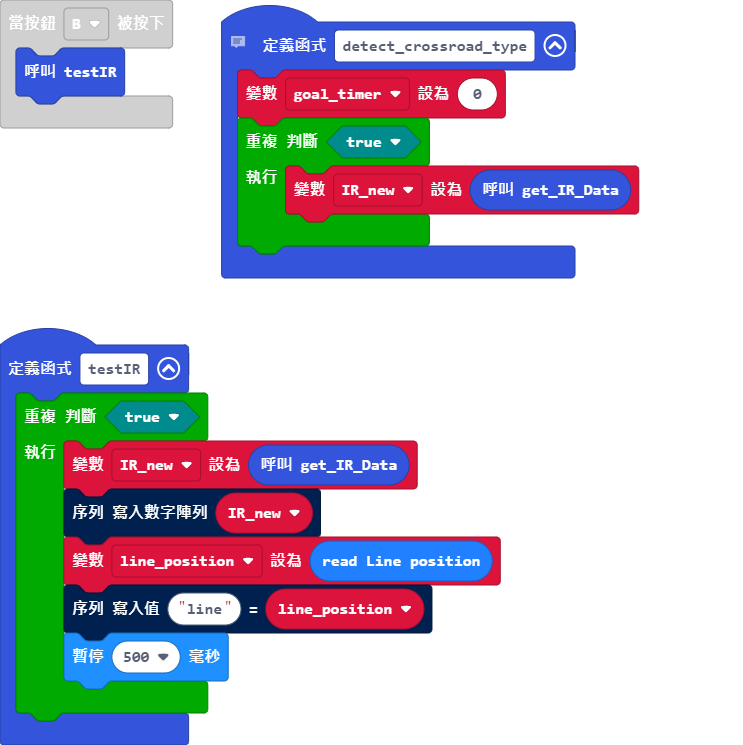 當按鈕 B 被按下
呼叫 testIR
定義函式 detect_crossroad_type
變數 goal_timer 設為 0
重複 判斷 true
執行
變數 IR_new 設為 呼叫 get_IR_Data
定義函式 testIR
重複 判斷 true
執行
變數 IR_new 設為 呼叫 get_IR_Data
序列 寫入數字陣列 IR_new
變數 line_position 設為 read Line position
序列 寫入值 "line" = line_position
暫停 500 毫秒